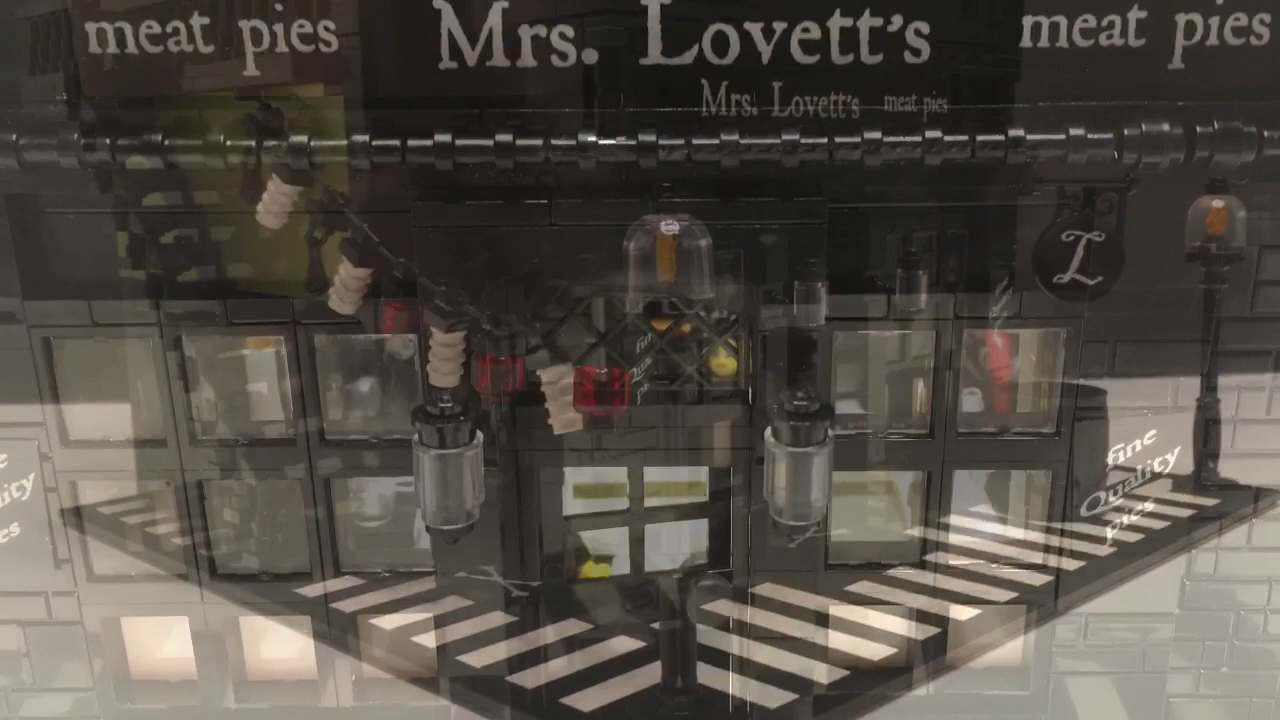 meat pies
Mrs. Lovett's
meat pies
Mrs. Lovett's meat pies
L
fine
Quality
pies